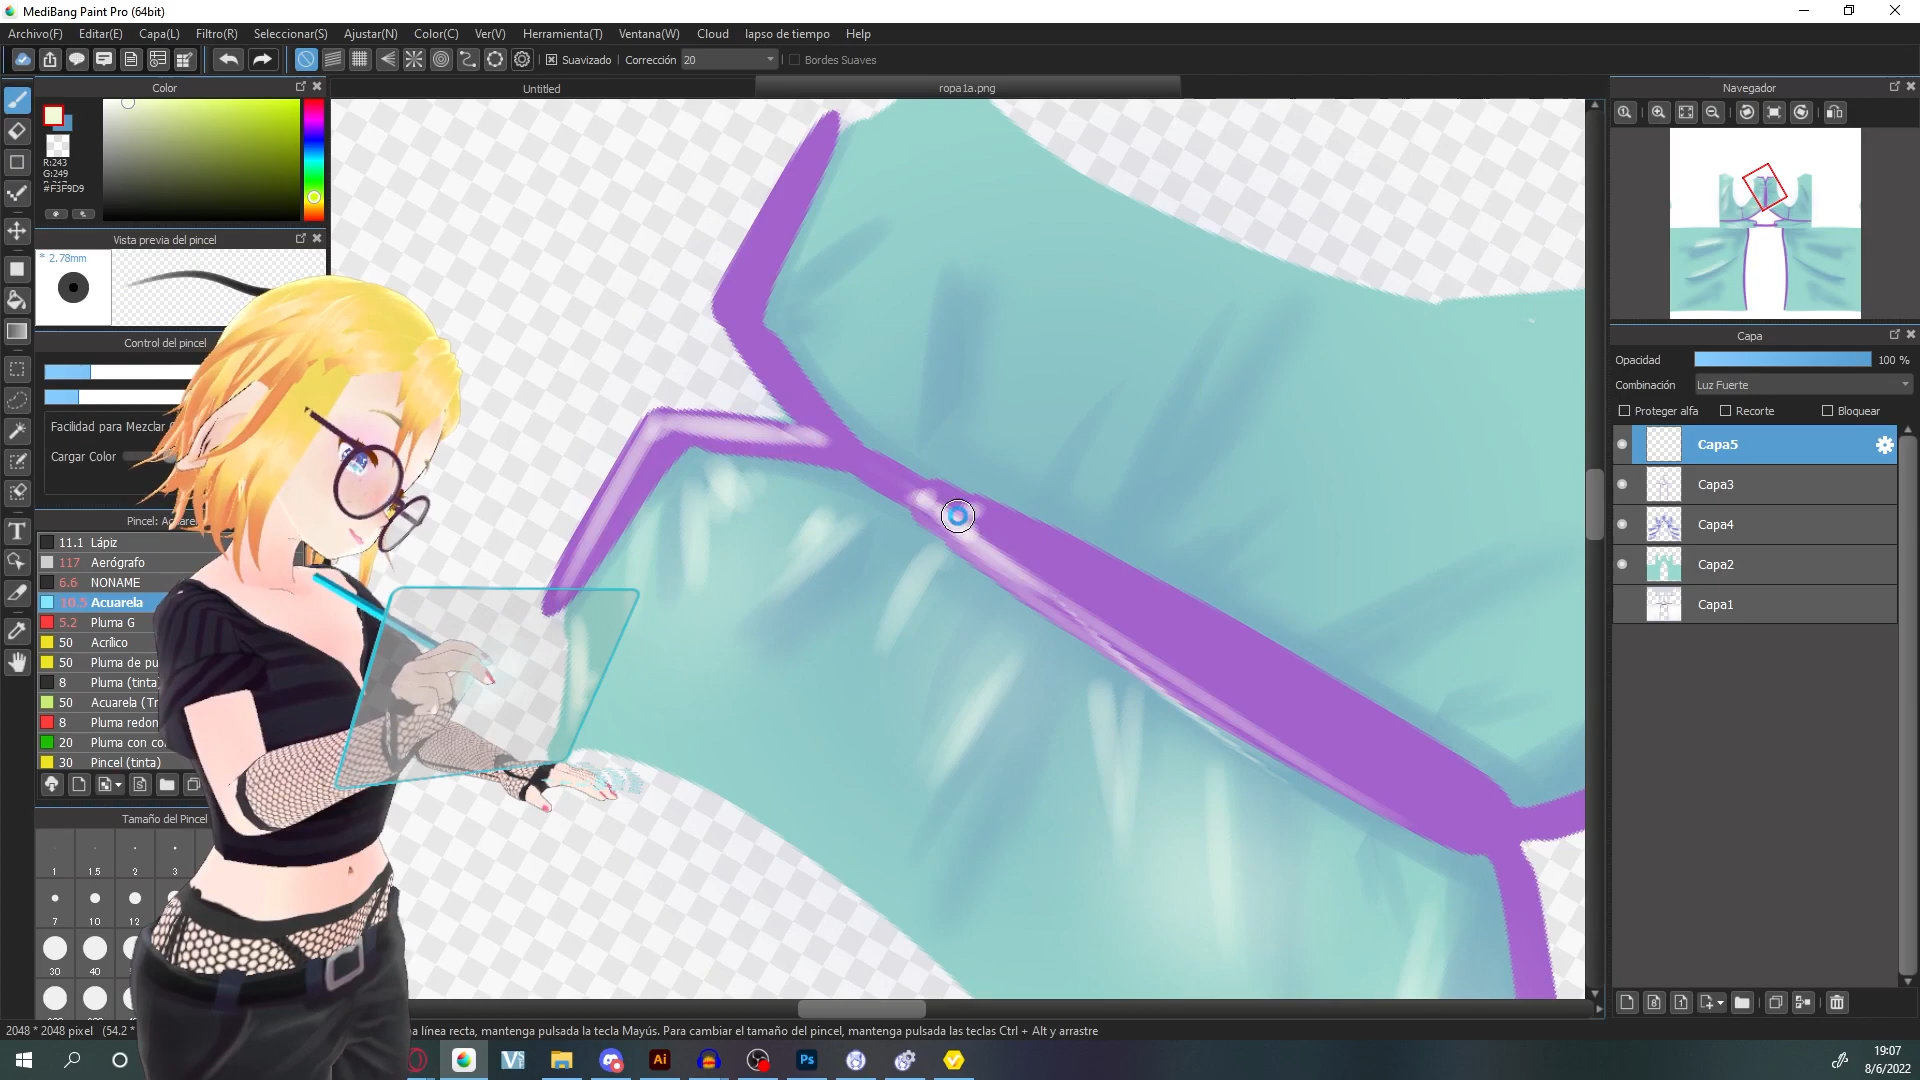 MediBang Paint Pro (64bit)
Archivo(F) Editar(E) Capa(L) Filtro(R) Seleccionar(S) Ajustar(N) Color(C) Ver(V) Herramienta(T) Ventana(W) Cloud lapso de tiempo Help
Suavizado Corrección 20 Bordes Suaves
Color
Untitled
ropa1a.png
Navegador
R:243
G:249
#F3F9D9
Vista previa del pincel
* 2.78mm
Control del pincel
Facilidad para Mezclar
Cargar Color
Pincel: Acuarel
11.1 Lápiz
117 Aerógrafo
6.6 NONAME
10.5 Acuarela
5.2 Pluma G
50 Acrílico
50 Pluma de pu
8 Pluma (tinta
50 Acuarela (Tr
8 Pluma redon
20 Pluma con co
30 Pincel (tinta)
Tamaño del Pincel
1 1.5 2 3
7 10 12
30 40
Capa
Opacidad 100 %
Combinación Luz Fuerte
Proteger alfa Recorte Bloquear
Capa5
Capa3
Capa4
Capa2
Capa1
2048 * 2048 pixel (54.2 * a línea recta, mantenga pulsada la tecla Mayús. Para cambiar el tamaño del pincel, mantenga pulsadas las teclas Ctrl + Alt y arrastre
Ai
Ps
19:07
8/6/2022